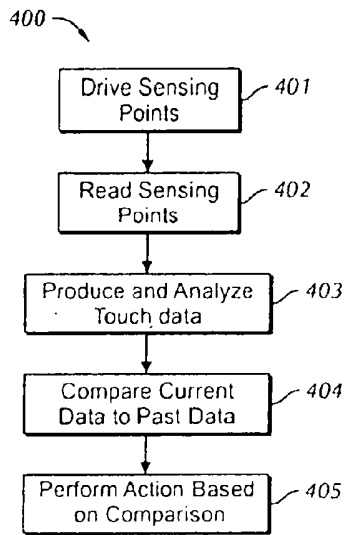 400
Drive Sensing
Points
401
Read Sensing
Points
402
Produce and Analyze
Touch data
403
Compare Current
Data to Past Data
404
Perform Action Based
on Comparison
405